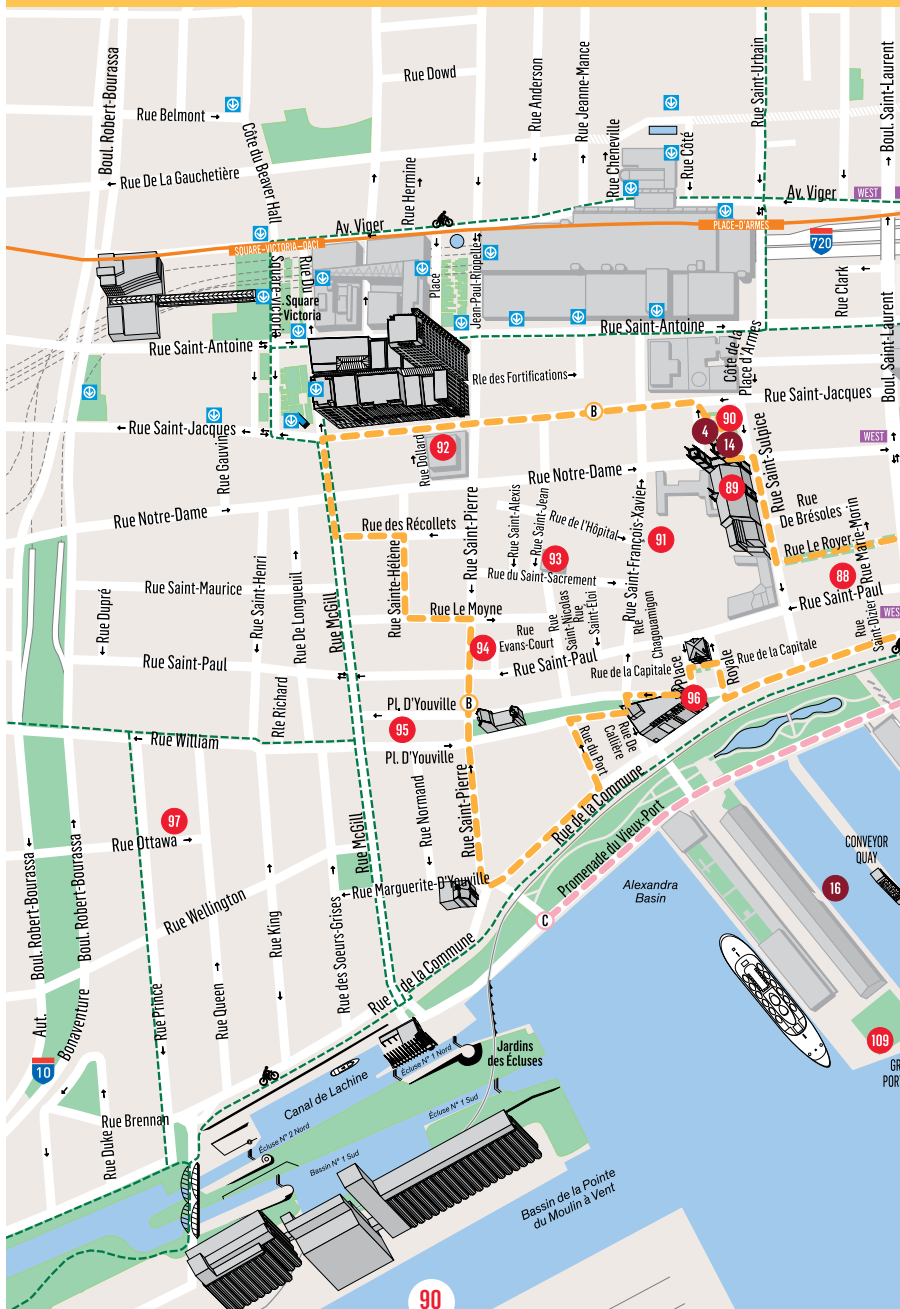 Boul. Robert-Bourassa
Rue Dowd
Rue Anderson
Rue Jeanne-Mance
Rue Saint-Urbain
Boul. Saint-Laurent
Rue Belmont
Côte du Beaver Hall
Rue Cheneville
Rue Côté
Rue De La Gauchetière
Rue Hermine
Av. Viger
Av. Viger
WEST
SQUARE-VICTORIA-OACI
PLACE-D'ARMES
720
Square-Victoria
Rue Du
Square
Victoria
Place
Jean-Paul-Riopelle
Rue Clark
Rue Saint-Antoine
Rue Saint-Antoine
Côte de la
Place d'Armes
Boul. Saint-Laurent
Rle des Fortifications
Rue Saint-Jacques
Rue Saint-Jacques
B
90
4
14
WEST
Rue Gauvin
Rue Dollard
92
Rue Saint-Sulpice
Rue Notre-Dame
89
Rue Notre-Dame
Rue des Récollets
Rue Saint-Pierre
Rue Saint-Alexis
Rue Saint-Jean
Rue de l'Hôpital
Rue Saint-François-Xavier
91
Rue
De Brésoles
Rue Le Royer
Rue Marie-Morin
93
Rue du Saint-Sacrement
88
Rue Saint-Maurice
Rue Dupré
Rue Saint-Henri
Rue De Longueuil
Rue McGill
Rue Sainte-Hélène
Rue Le Moyne
Rue Saint-Paul
WES
94
Rue
Evans-Court
Rue
Saint-Nicolas
Rue
Saint-Éloi
Rue
Chagouamigon
Rue
Saint-Dizier
Rue Saint-Paul
Rue Saint-Paul
Rue de la Capitale
Rue de la Capitale
Place
Royale
Rle Richard
Pl. D'Youville
B
96
95
Rue William
Pl. D'Youville
Rue du Port
Rue De
Callière
Rue de la Commune
97
Rue Ottawa
Rue Normand
Rue Saint-Pierre
Rue McGill
Promenade du Vieux-Port
CONVEYOR
QUAY
Alexandra
Basin
16
Rue Marguerite-D'Youville
C
Boul. Robert-Bourassa
Boul. Robert-Bourassa
Rue Wellington
Rue King
Rue des Soeurs-Grises
Rue de la Commune
Aut.
Bonaventure
Rue Prince
Rue Queen
10
109
GR
PORT
Écluse N° 1 Nord
Jardins
des Écluses
Canal de Lachine
Écluse N° 1 Sud
Rue Brennan
Rue Duke
Écluse N° 2 Nord
Bassin N° 1 Sud
Bassin de la Pointe
du Moulin à Vent
90